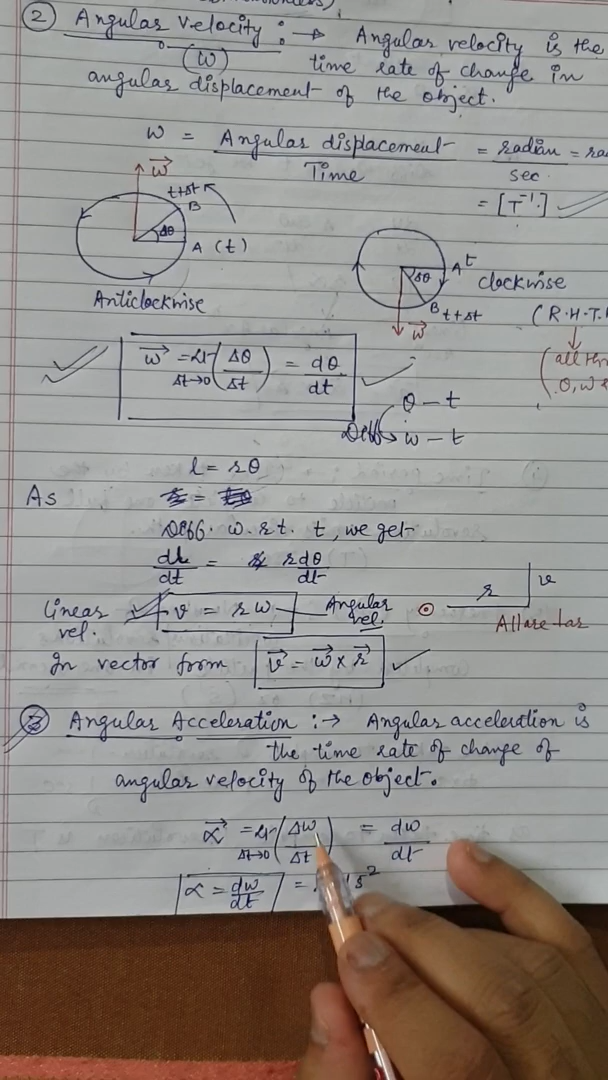 ② Angular Velocity :→ Angular velocity is the
(ω) time rate of change in
angular displacement of the object.
ω = Angular displacement / Time = radian / sec = 
= [T⁻¹]
ω⃗
t+Δt
B
Δθ
A (t)
Anticlockwise
Δθ
A t
B t+Δt
ω⃗
clockwise
(R.H.T.
ω⃗ = Lt Δt→0 (Δθ/Δt) = dθ/dt
θ – t
Diff ω – t
θ, ω
l = rθ
As
Diff. w.r.t. t, we get
dl/dt = r dθ/dt
Linear vel. v = rω Angular vel.
r
v
All are
In vector from v⃗ = ω⃗ × r⃗
③ Angular Acceleration :→ Angular acceleration is
the time rate of change of
angular velocity of the object.
α⃗ = Lt Δt→0 (Δω/Δt) = dω/dt
α = dω/dt =